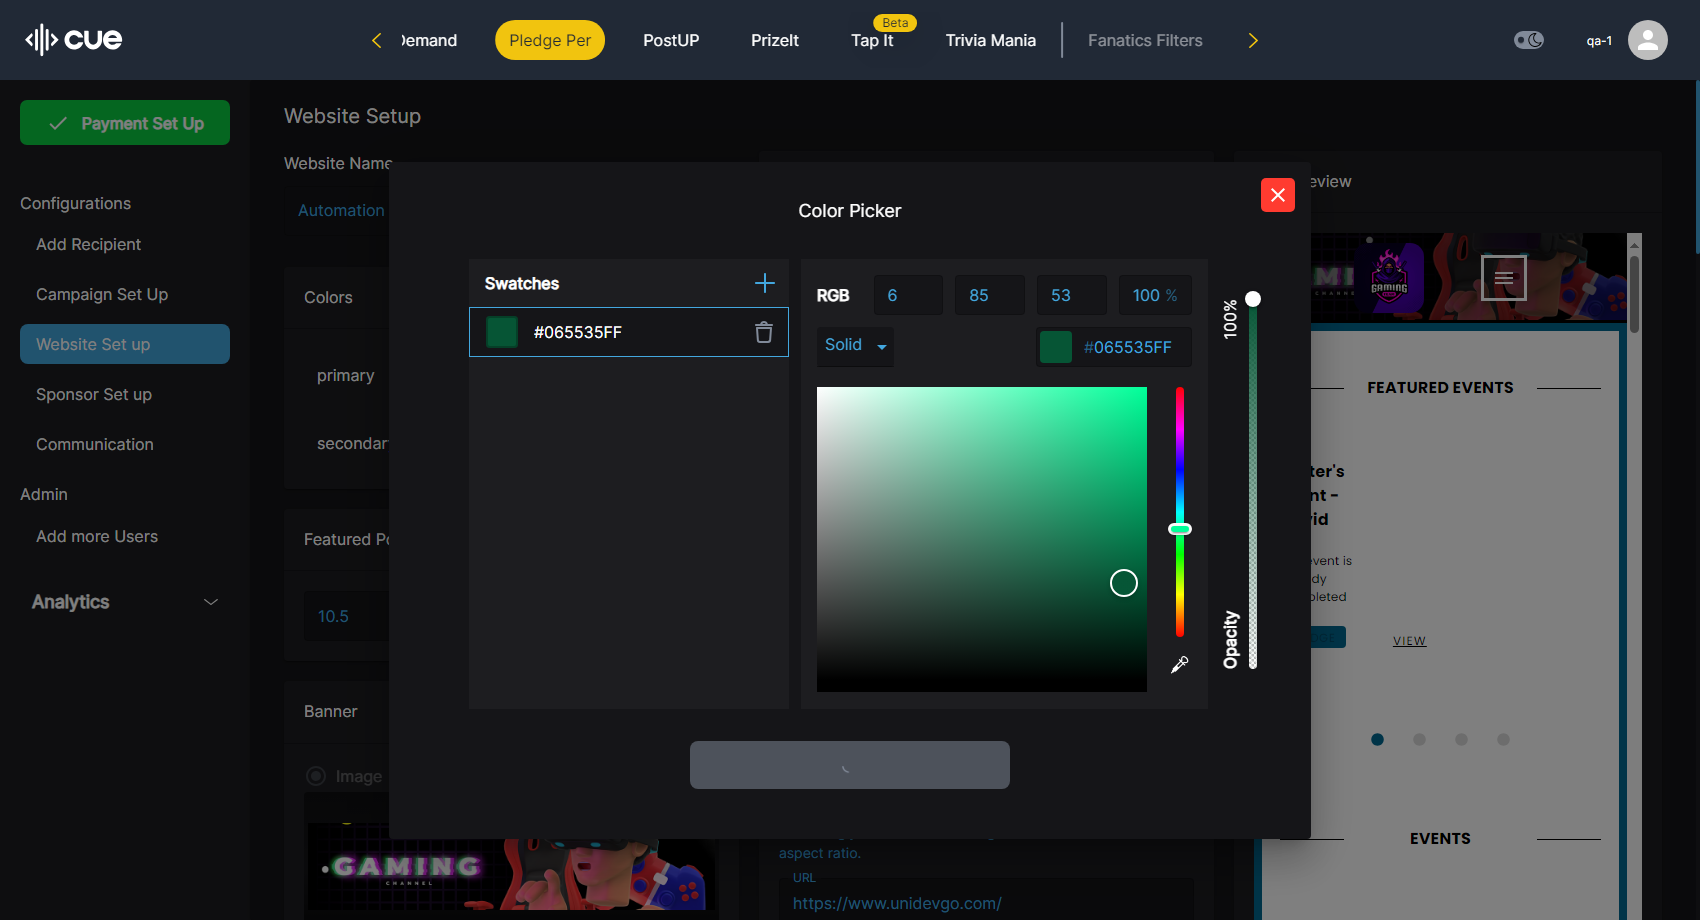 cue
Demand
Pledge Per
PostUP
PrizeIt
Tap It
Beta
Trivia Mania
Fanatics Filters
qa-1
Payment Set Up
Configurations
Add Recipient
Campaign Set Up
Website Set up
Sponsor Set up
Communication
Admin
Add more Users
Analytics
Website Setup
Website Name
Automation
Colors
primary
secondar
Featured Po
10.5
Banner
Image
GAMING
CHANNEL
Color Picker
Swatches
#065535FF
RGB
6
85
53
100 %
Solid
#065535FF
100%
Opacity
aspect ratio.
URL
https://www.unidevgo.com/
eview
GAMING
FEATURED EVENTS
ter's
nt -
rid
event is
dy
pleted
VIEW
EVENTS